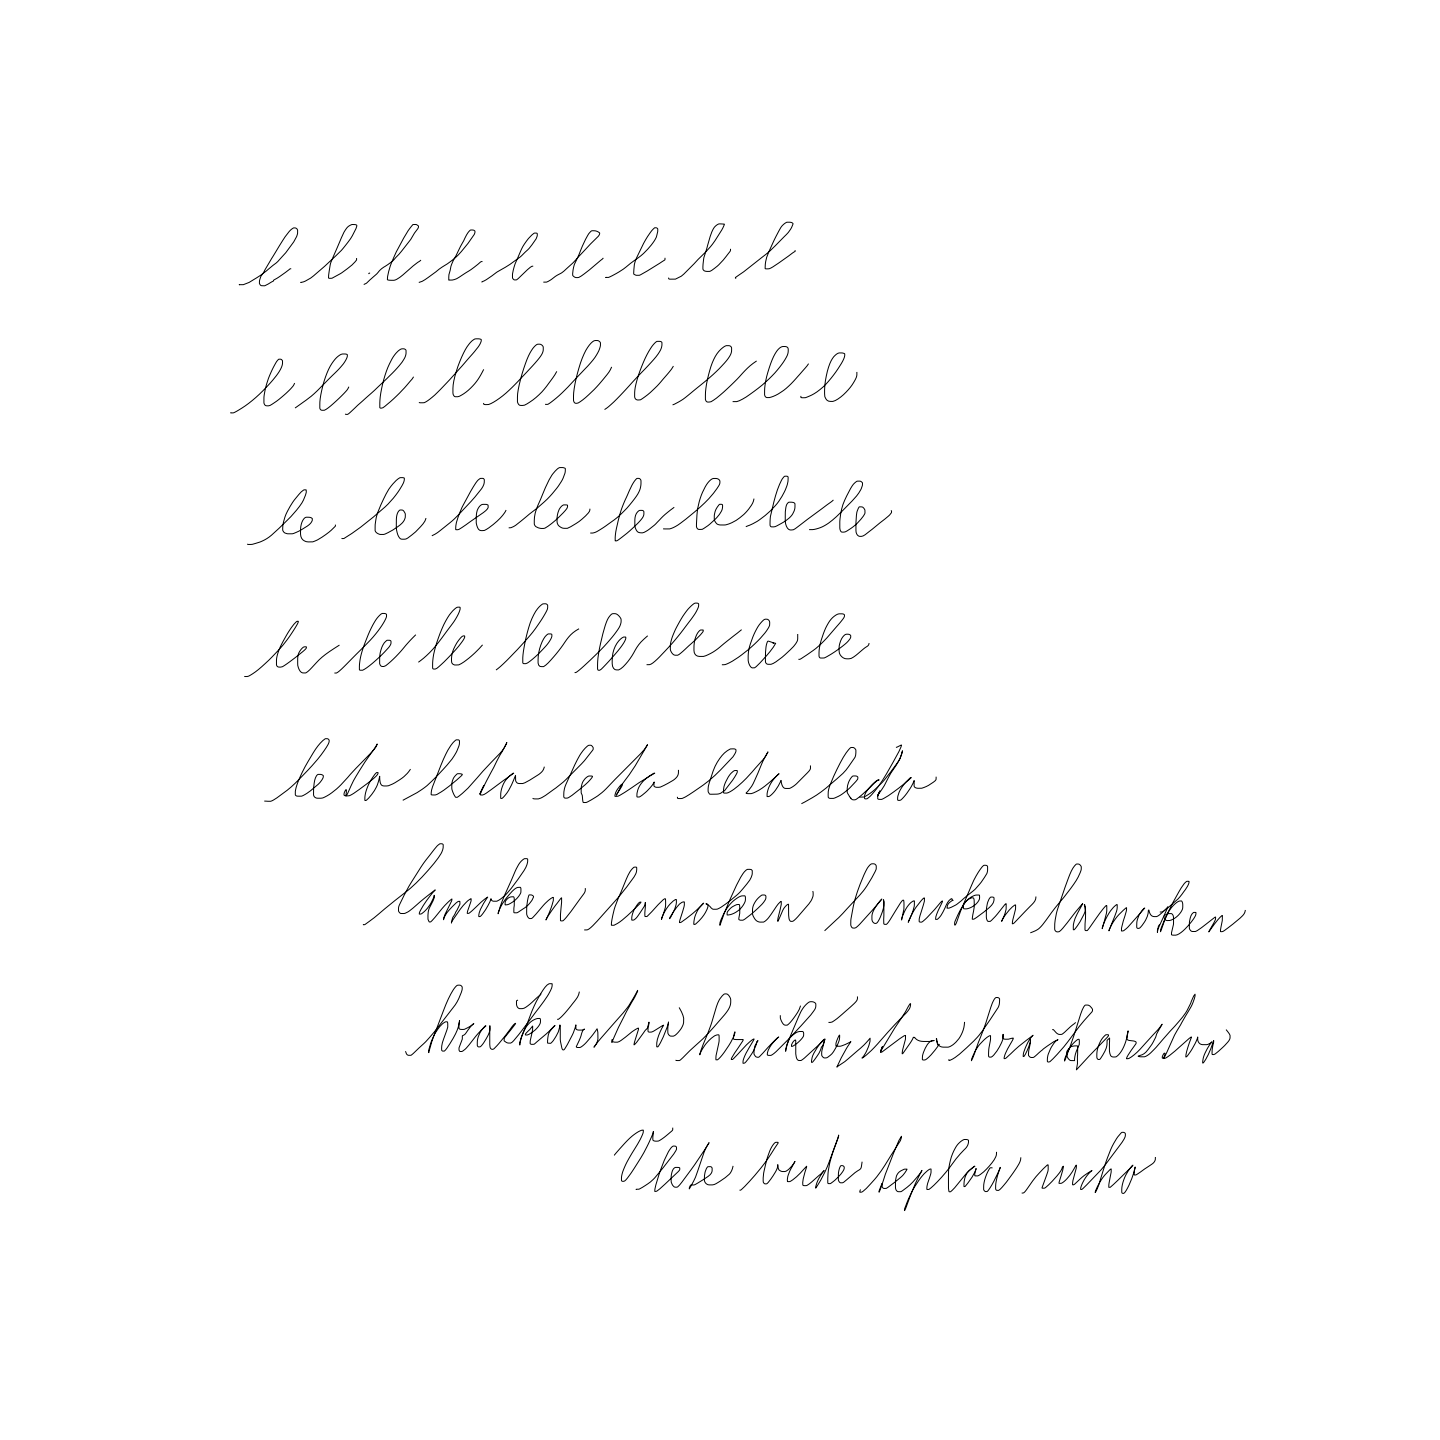 l l l l l l l l l
l l l l l l l l l l
le le le le le le le le
le le le le le le le le
leto leto leto leto ledo
lamoken lamoken lamoken lamoken
hračkárstvo hračkárstvo hračkarstvo
V lete bude teplo a sucho